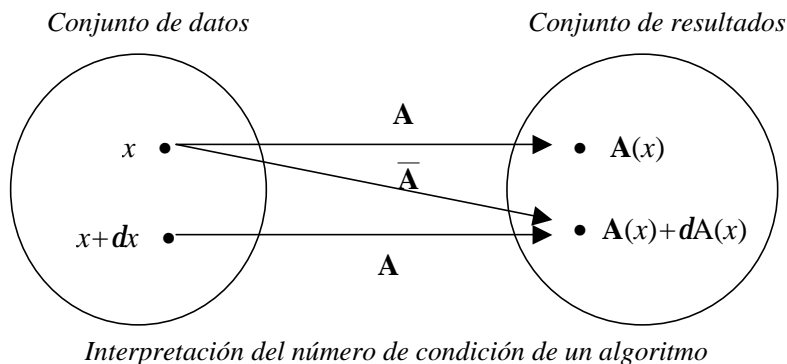 Conjunto de datos
Conjunto de resultados
A
x
A(x)
A̅
x+dx
A(x)+dA(x)
A
Interpretación del número de condición de un algoritmo